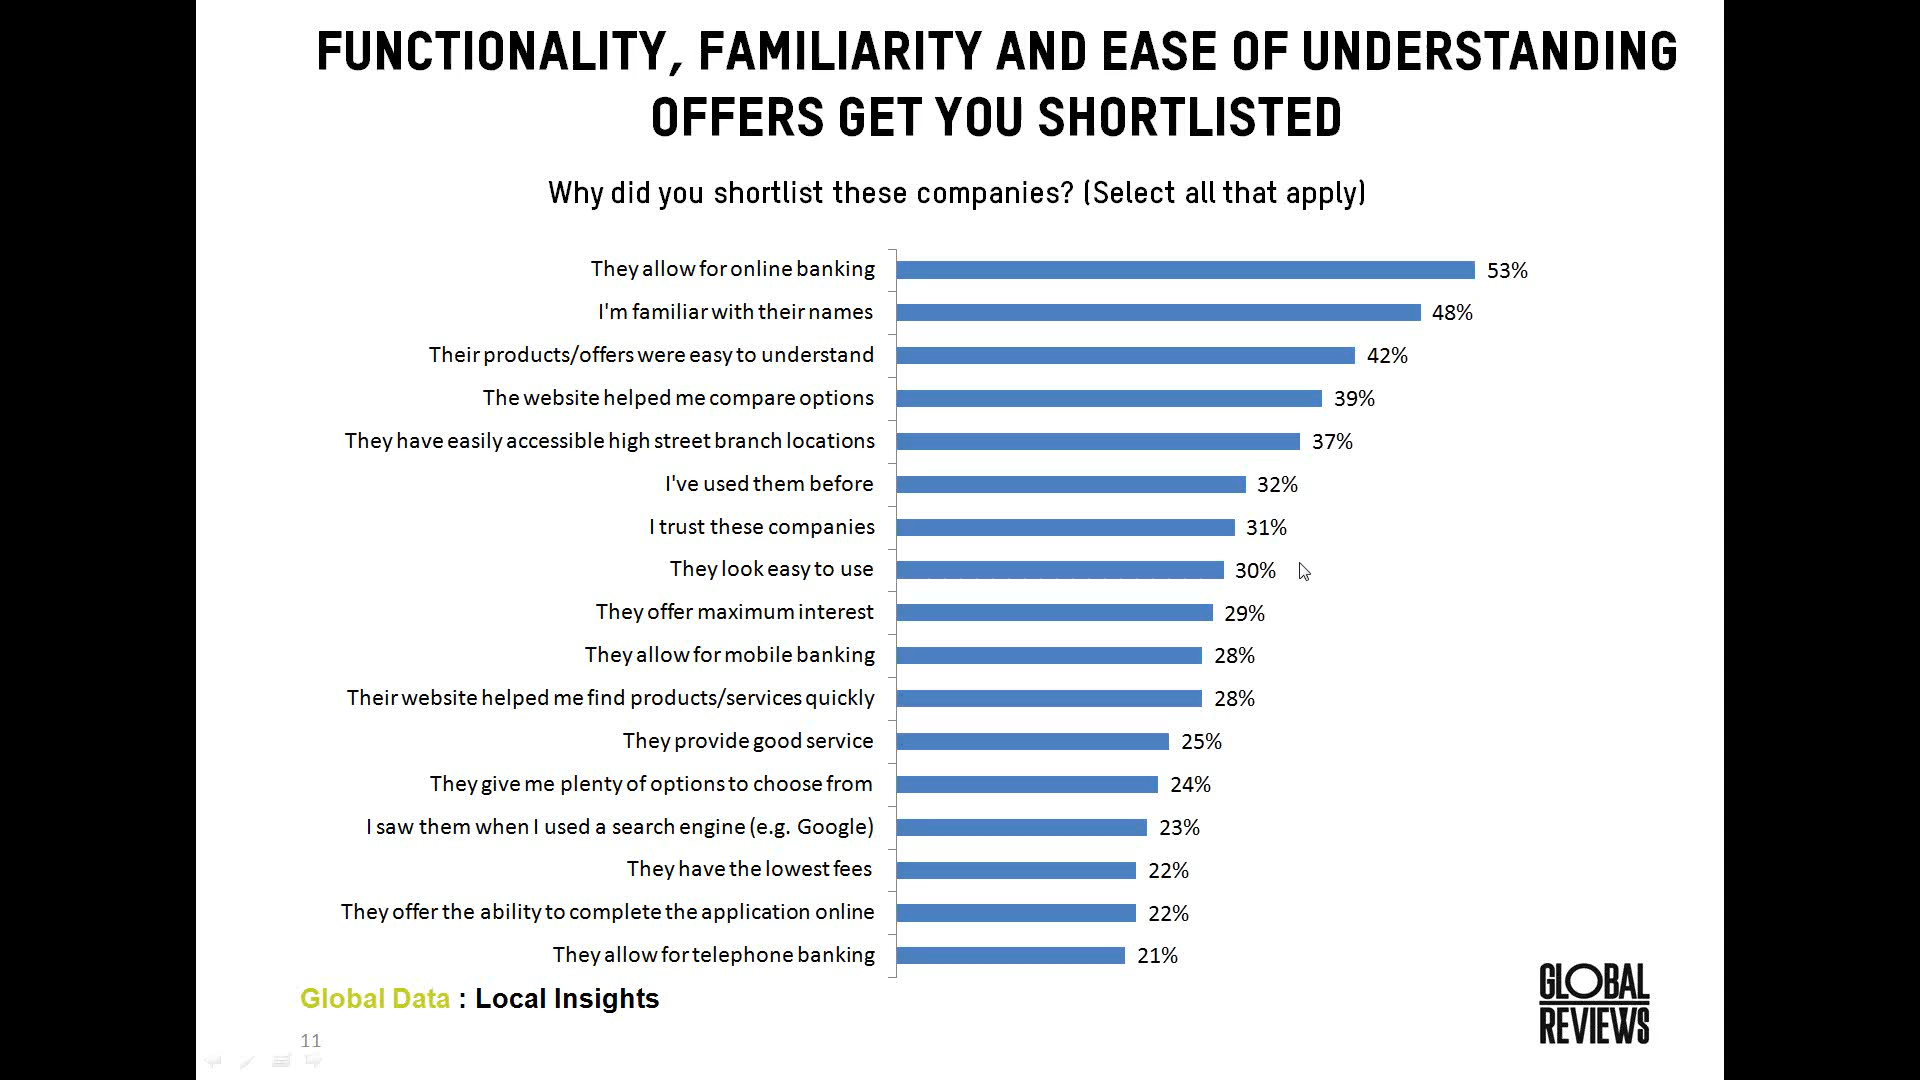 FUNCTIONALITY, FAMILIARITY AND EASE OF UNDERSTANDING
OFFERS GET YOU SHORTLISTED
Why did you shortlist these companies? (Select all that apply)
They allow for online banking 53%
I'm familiar with their names 48%
Their products/offers were easy to understand 42%
The website helped me compare options 39%
They have easily accessible high street branch locations 37%
I've used them before 32%
I trust these companies 31%
They look easy to use 30%
They offer maximum interest 29%
They allow for mobile banking 28%
Their website helped me find products/services quickly 28%
They provide good service 25%
They give me plenty of options to choose from 24%
I saw them when I used a search engine (e.g. Google) 23%
They have the lowest fees 22%
They offer the ability to complete the application online 22%
They allow for telephone banking 21%
Global Data : Local Insights
GLOBAL
REVIEWS
11